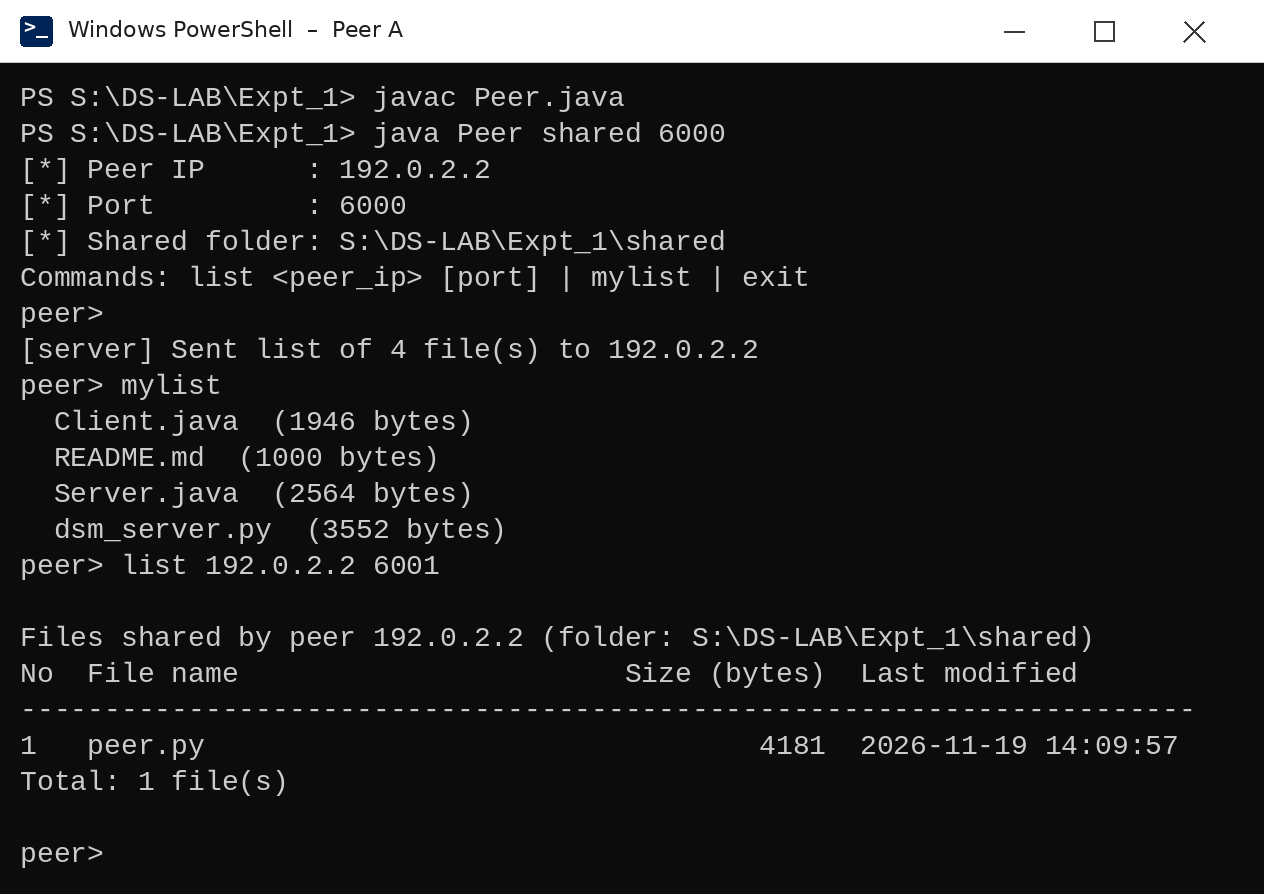 Windows PowerShell – Peer A
PS S:\DS-LAB\Expt_1> javac Peer.java
PS S:\DS-LAB\Expt_1> java Peer shared 6000
[*] Peer IP      : 192.0.2.2
[*] Port         : 6000
[*] Shared folder: S:\DS-LAB\Expt_1\shared
Commands: list <peer_ip> [port] | mylist | exit
peer>
[server] Sent list of 4 file(s) to 192.0.2.2
peer> mylist
  Client.java  (1946 bytes)
  README.md  (1000 bytes)
  Server.java  (2564 bytes)
  dsm_server.py  (3552 bytes)
peer> list 192.0.2.2 6001

Files shared by peer 192.0.2.2 (folder: S:\DS-LAB\Expt_1\shared)
No  File name                       Size (bytes)  Last modified
----------------------------------------------------------------------
1   peer.py                                 4181  2026-11-19 14:09:57
Total: 1 file(s)

peer>